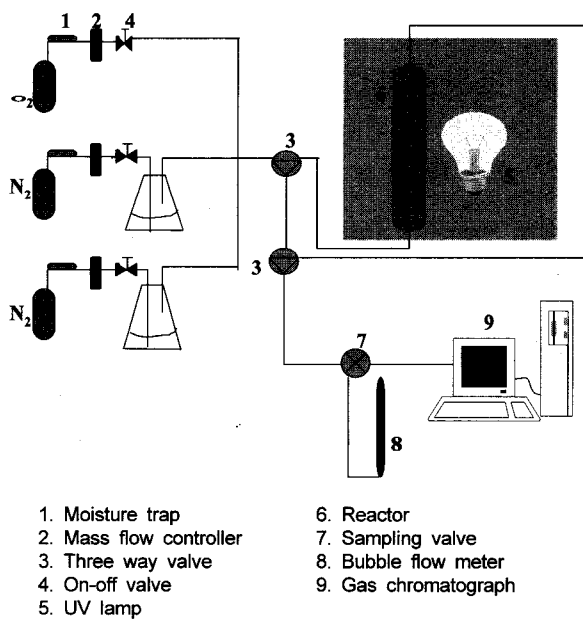 1 2 4
O₂
N₂
N₂
3
3
7
9
8
1. Moisture trap
2. Mass flow controller
3. Three way valve
4. On-off valve
5. UV lamp
6. Reactor
7. Sampling valve
8. Bubble flow meter
9. Gas chromatograph